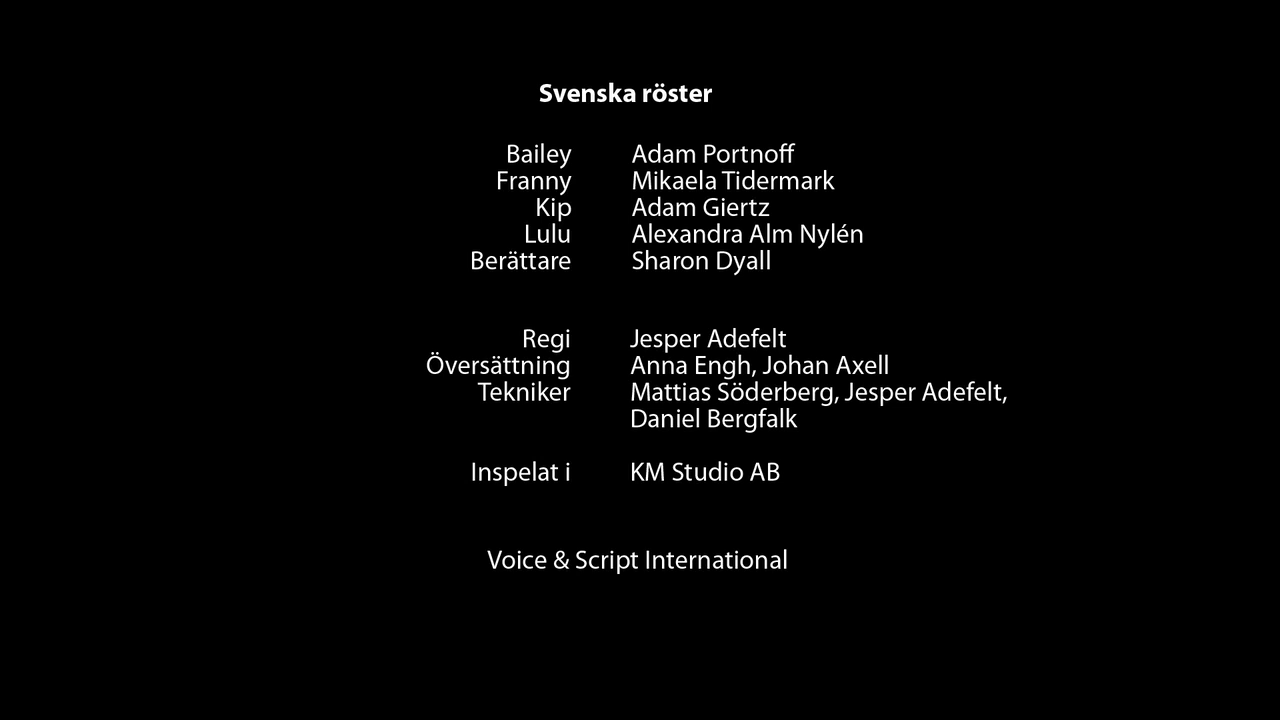 Svenska röster
Bailey Adam Portnoff
Franny Mikaela Tidermark
Kip Adam Giertz
Lulu Alexandra Alm Nylén
Berättare Sharon Dyall
Regi Jesper Adefelt
Översättning Anna Engh, Johan Axell
Tekniker Mattias Söderberg, Jesper Adefelt,
Daniel Bergfalk
Inspelat i KM Studio AB
Voice & Script International